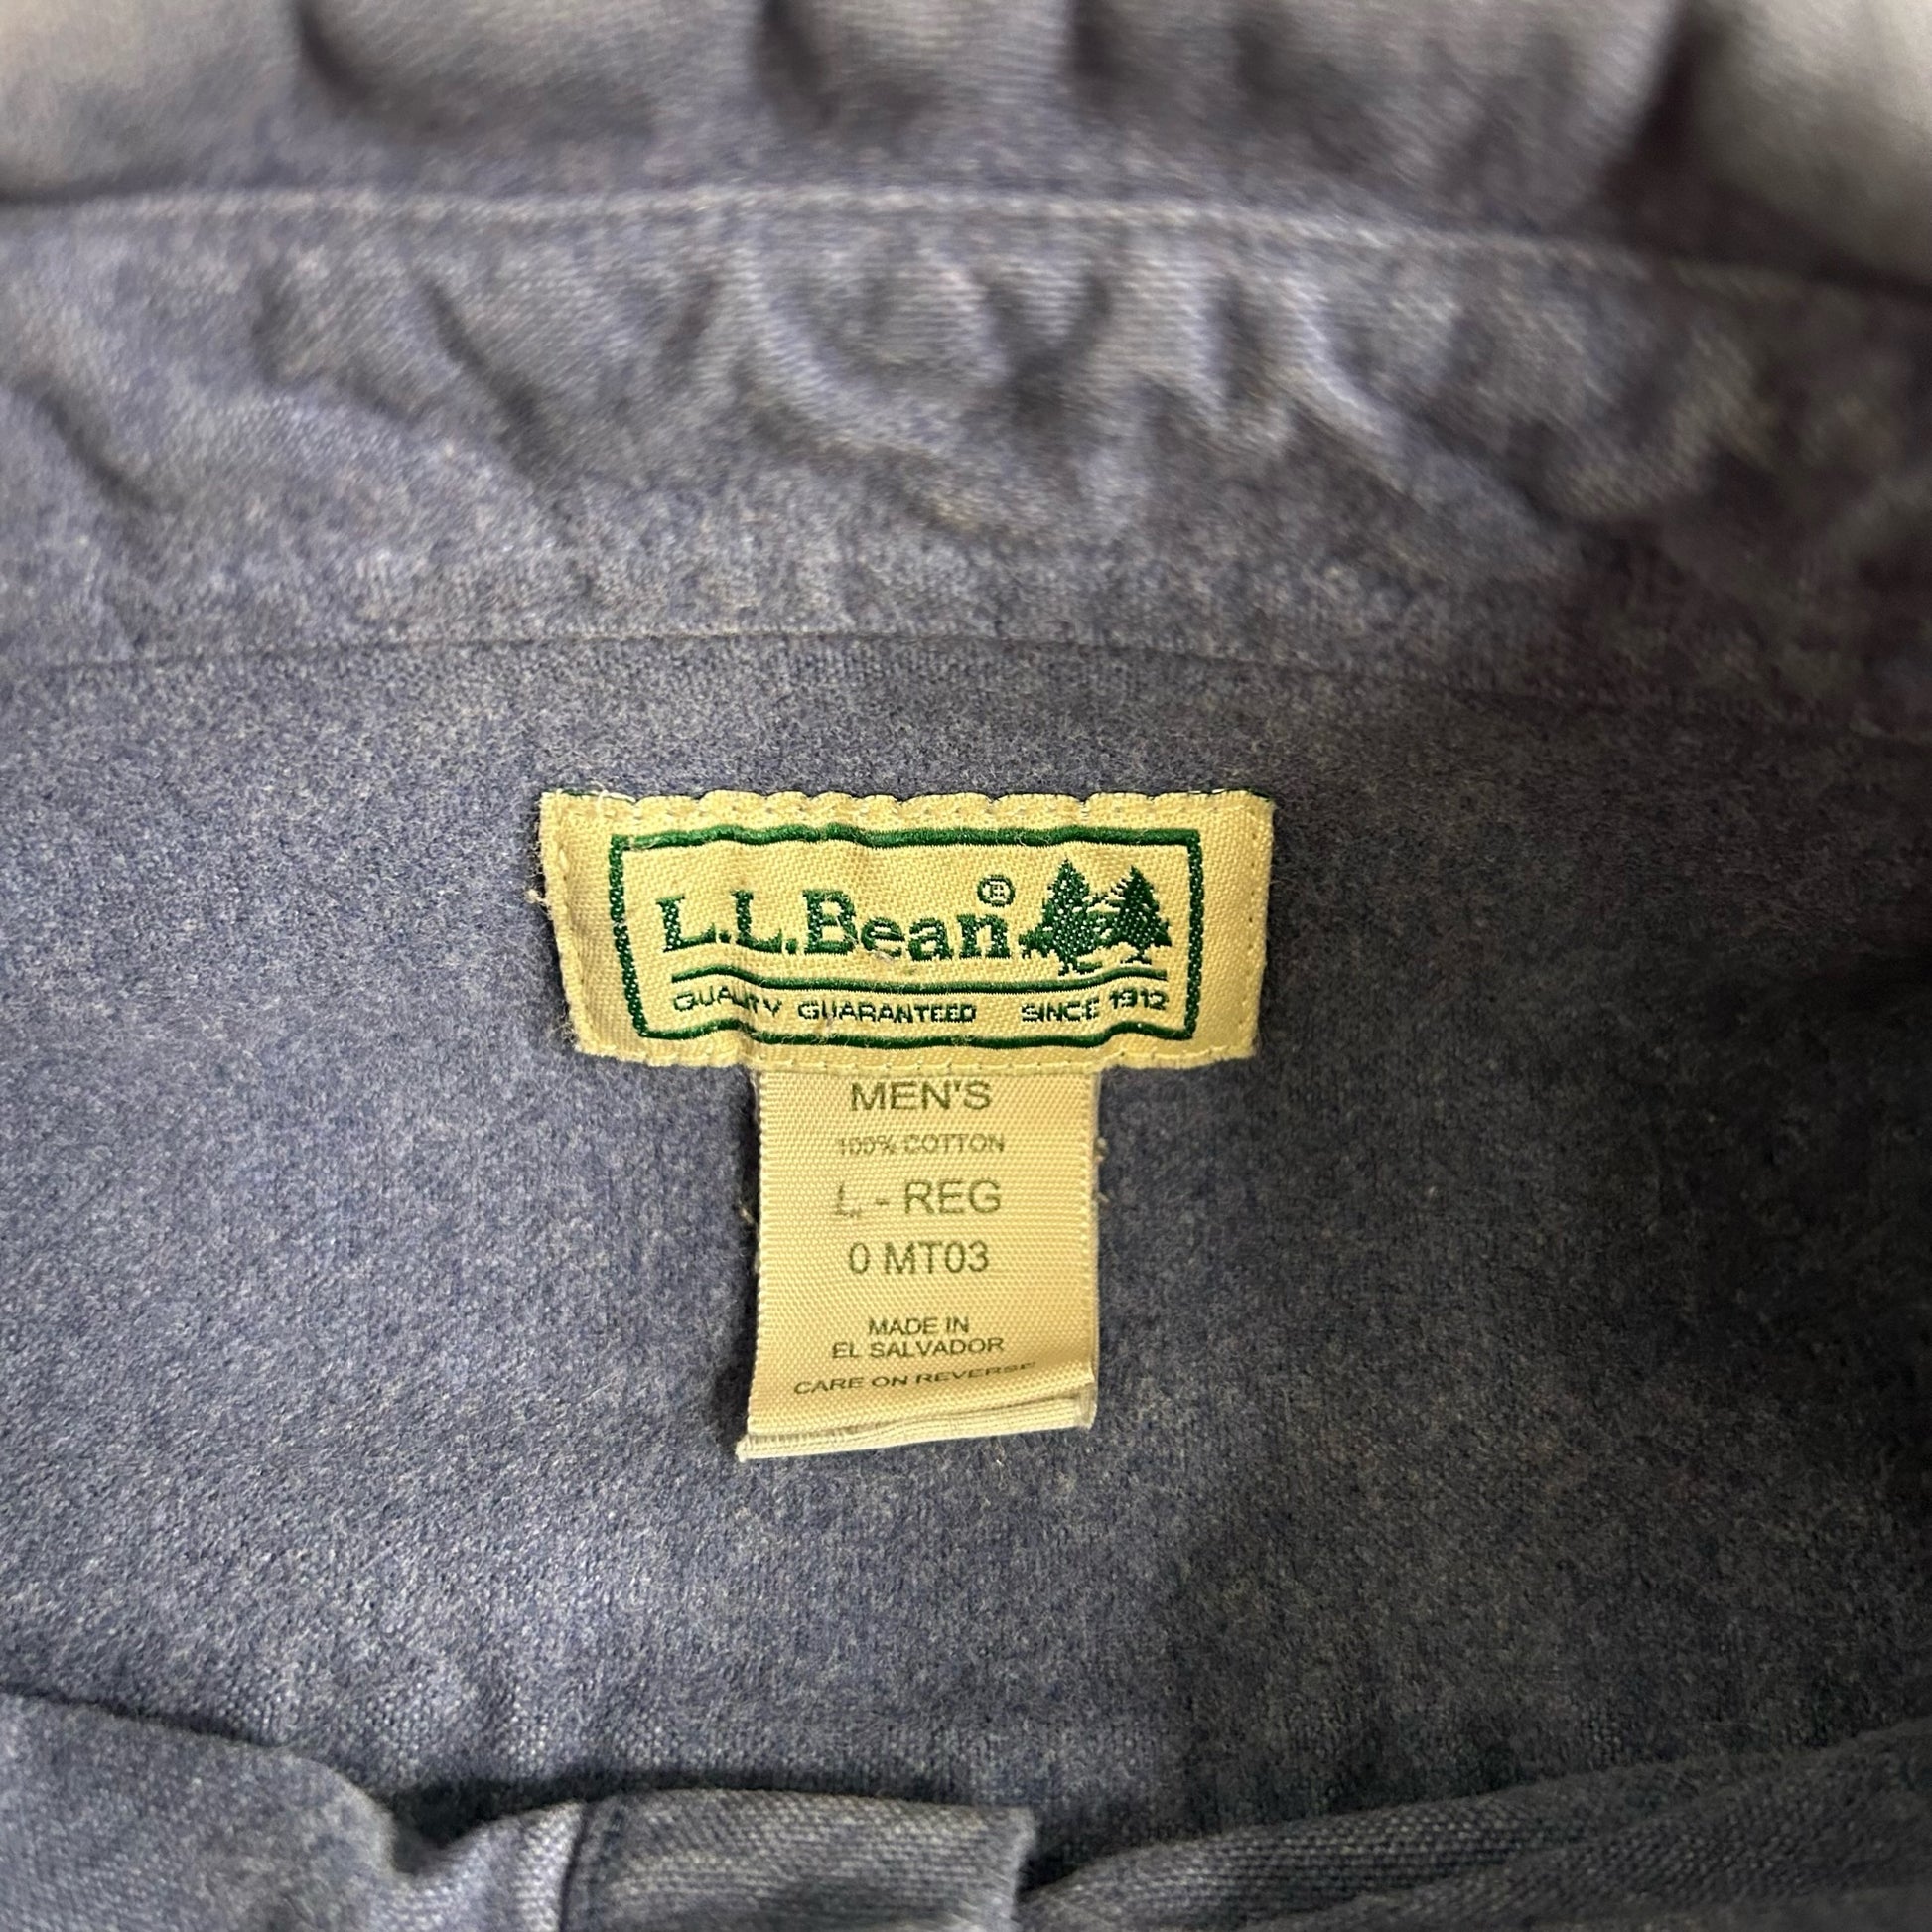 L.L.Bean®
QUALITY GUARANTEED SINCE 1912
MEN'S
100% COTTON
L - REG
0 MT03
MADE IN
EL SALVADOR
CARE ON REVERSE